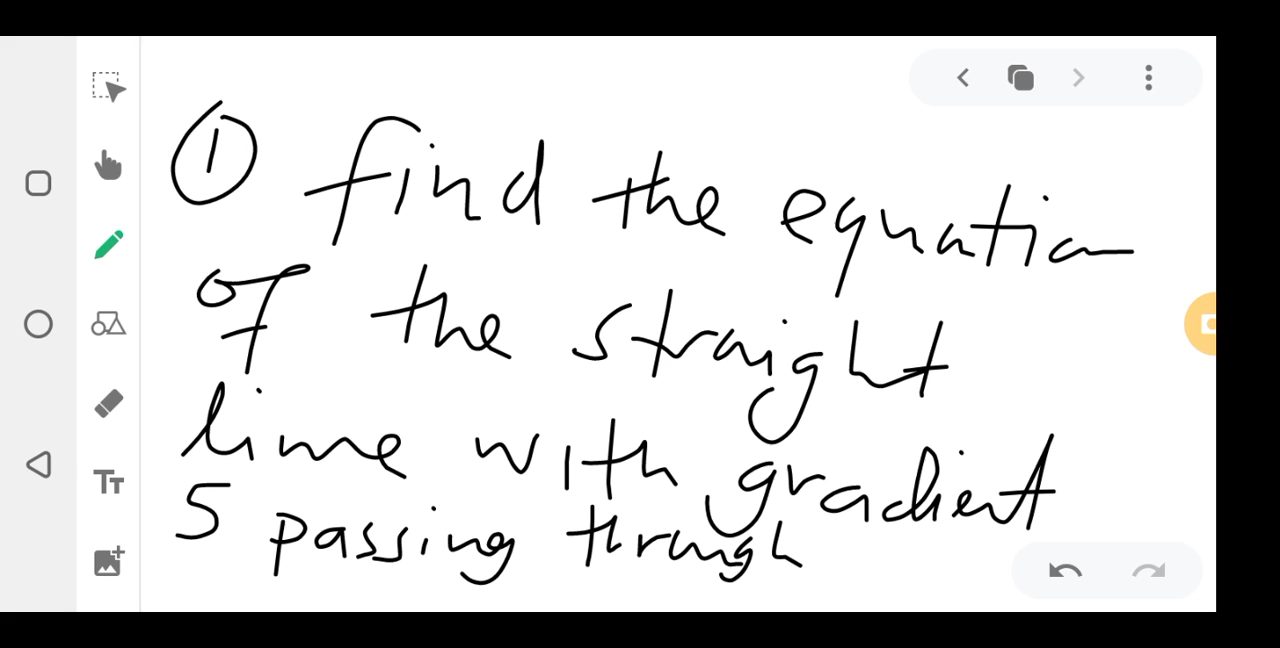 ① find the equation
of the straight
line with gradient
5 passing through